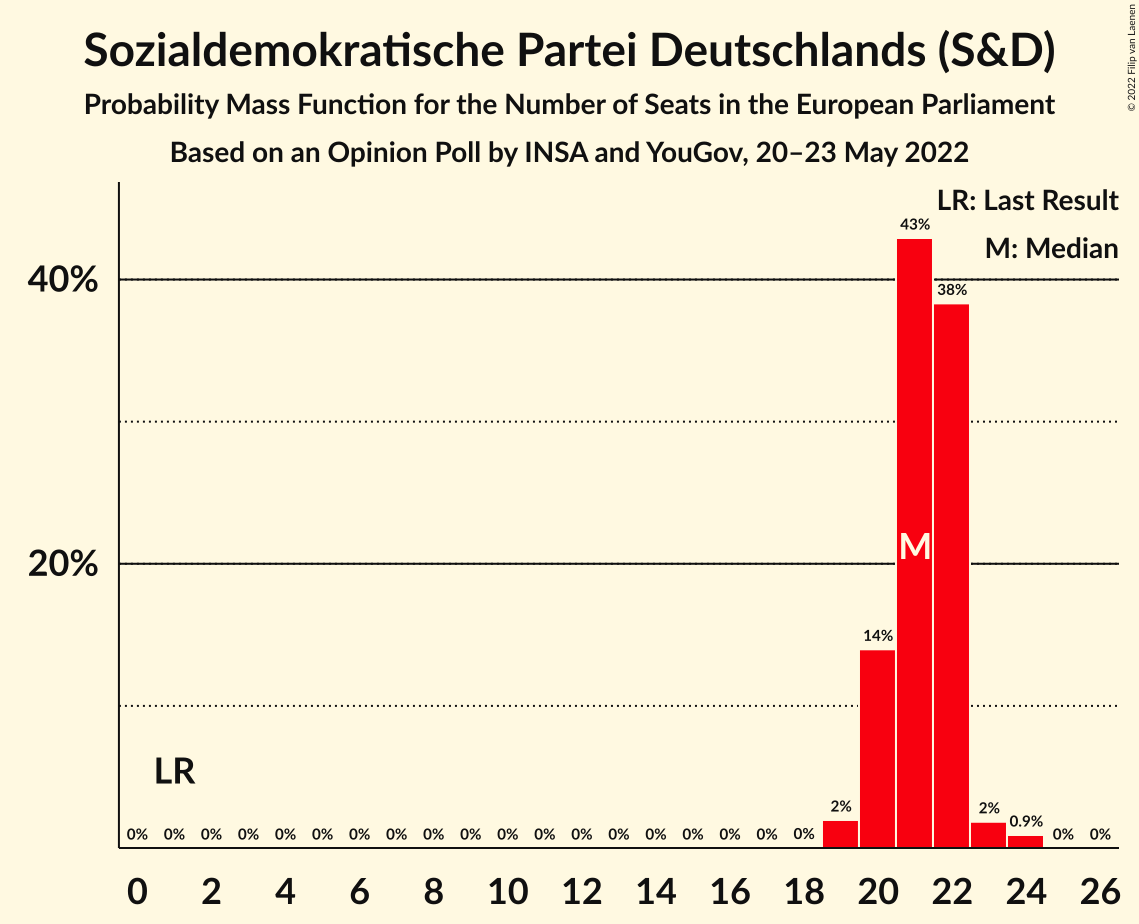 Sozialdemokratische Partei Deutschlands (S&D)
Probability Mass Function for the Number of Seats in the European Parliament
Based on an Opinion Poll by INSA and YouGov, 20–23 May 2022
© 2022 Filip van Laenen
LR: Last Result
M: Median
43%
40%
38%
20%
M
14%
LR
0% 0% 0% 0% 0% 0% 0% 0% 0% 0% 0% 0% 0% 0% 0% 0% 0% 0% 0% 2% 2% 0.9% 0% 0%
0 2 4 6 8 10 12 14 16 18 20 22 24 26